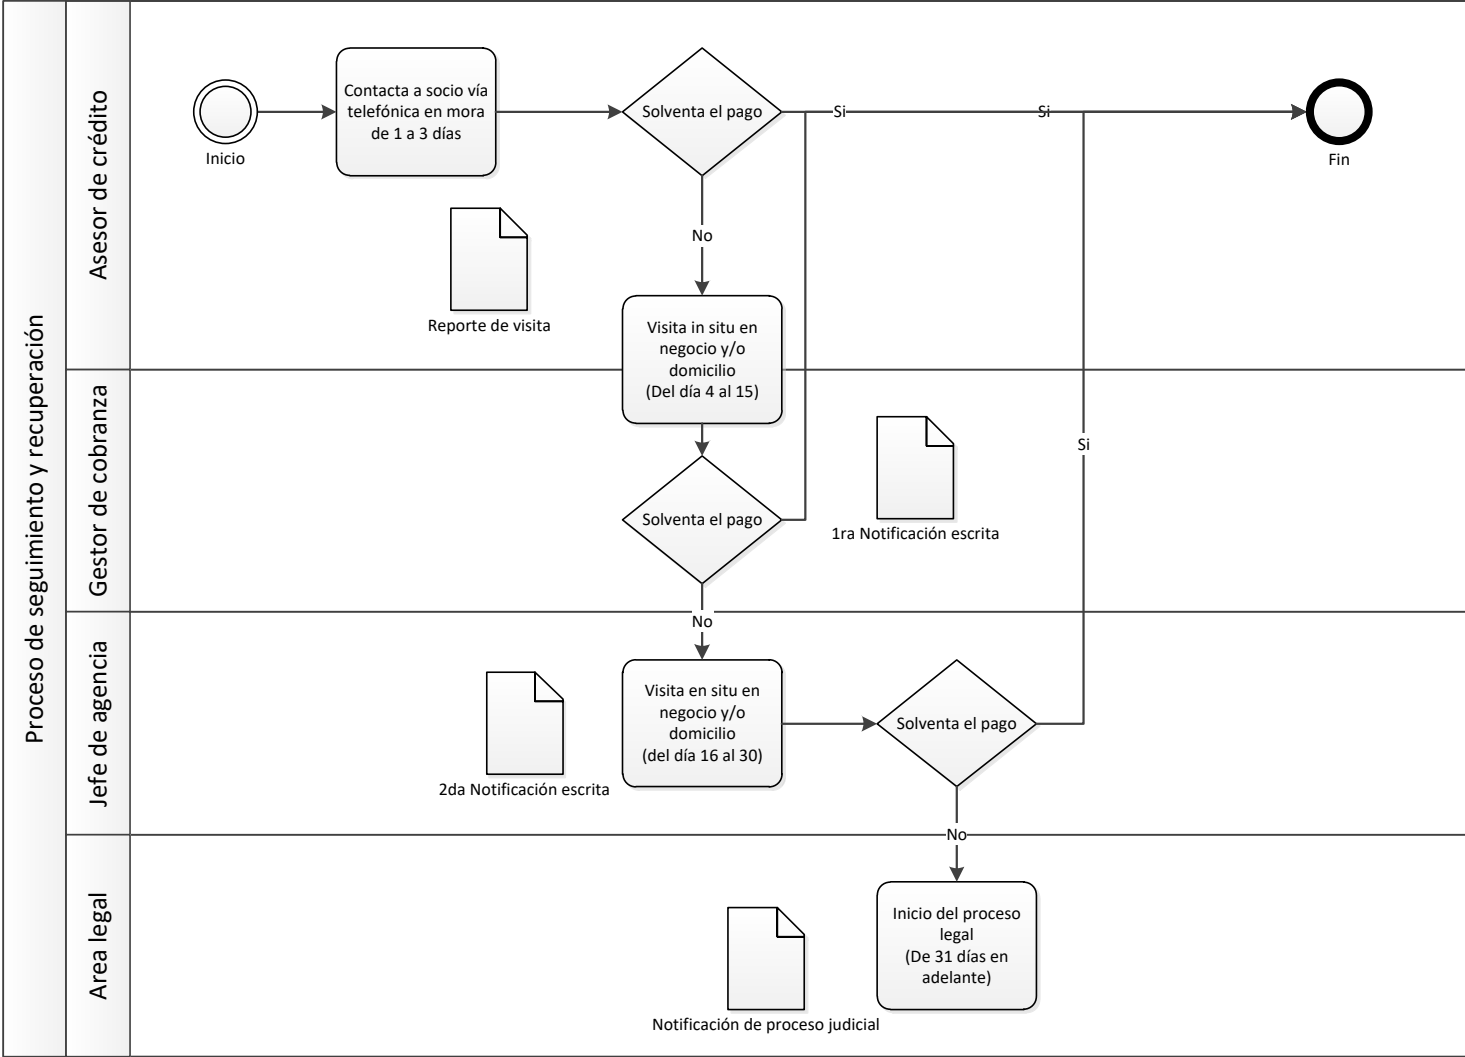 Proceso de seguimiento y recuperación
Asesor de crédito
Inicio
Contacta a socio vía
telefónica en mora
de 1 a 3 días
Solventa el pago
Si
Si
Fin
No
Reporte de visita
Visita in situ en
negocio y/o
domicilio
(Del día 4 al 15)
Gestor de cobranza
Solventa el pago
1ra Notificación escrita
Si
No
Jefe de agencia
2da Notificación escrita
Visita en situ en
negocio y/o
domicilio
(del día 16 al 30)
Solventa el pago
No
Area legal
Notificación de proceso judicial
Inicio del proceso
legal
(De 31 días en
adelante)